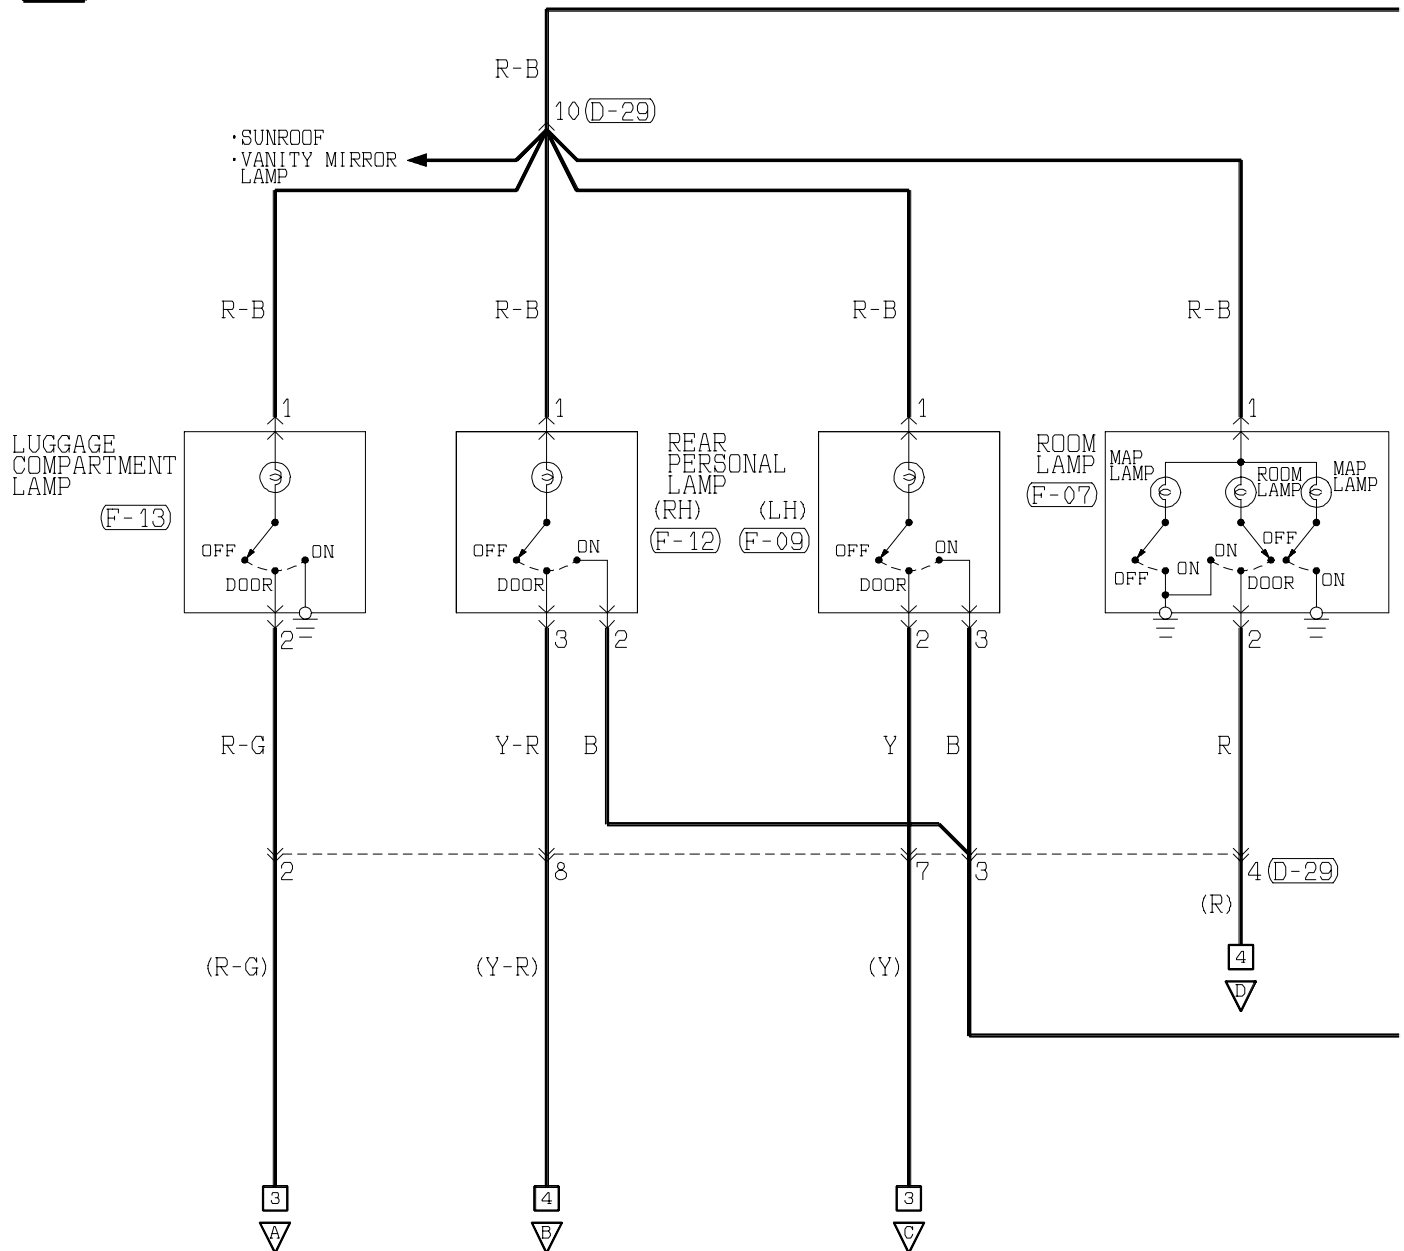 R-B
10 D-29
·SUNROOF
·VANITY MIRROR
LAMP
R-B
R-B
R-B
R-B
1
1
1
1
LUGGAGE
COMPARTMENT
LAMP
F-13
OFF
ON
DOOR
2
REAR
PERSONAL
LAMP
(RH)
(LH)
F-12
F-09
OFF
ON
DOOR
3
2
OFF
ON
DOOR
2
3
ROOM
LAMP
F-07
MAP
LAMP
ROOM
LAMP
MAP
LAMP
OFF
ON
ON
OFF
DOOR
ON
2
R-G
Y-R
B
Y
B
R
2
8
7
3
4 D-29
(R)
(R-G)
(Y-R)
(Y)
4
D
3
4
3
A
B
C